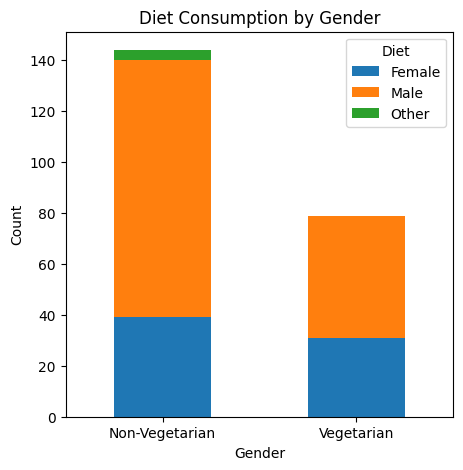 Diet Consumption by Gender
Diet
Female
Male
Other
Count
140
120
100
80
60
40
20
0
Non-Vegetarian
Vegetarian
Gender